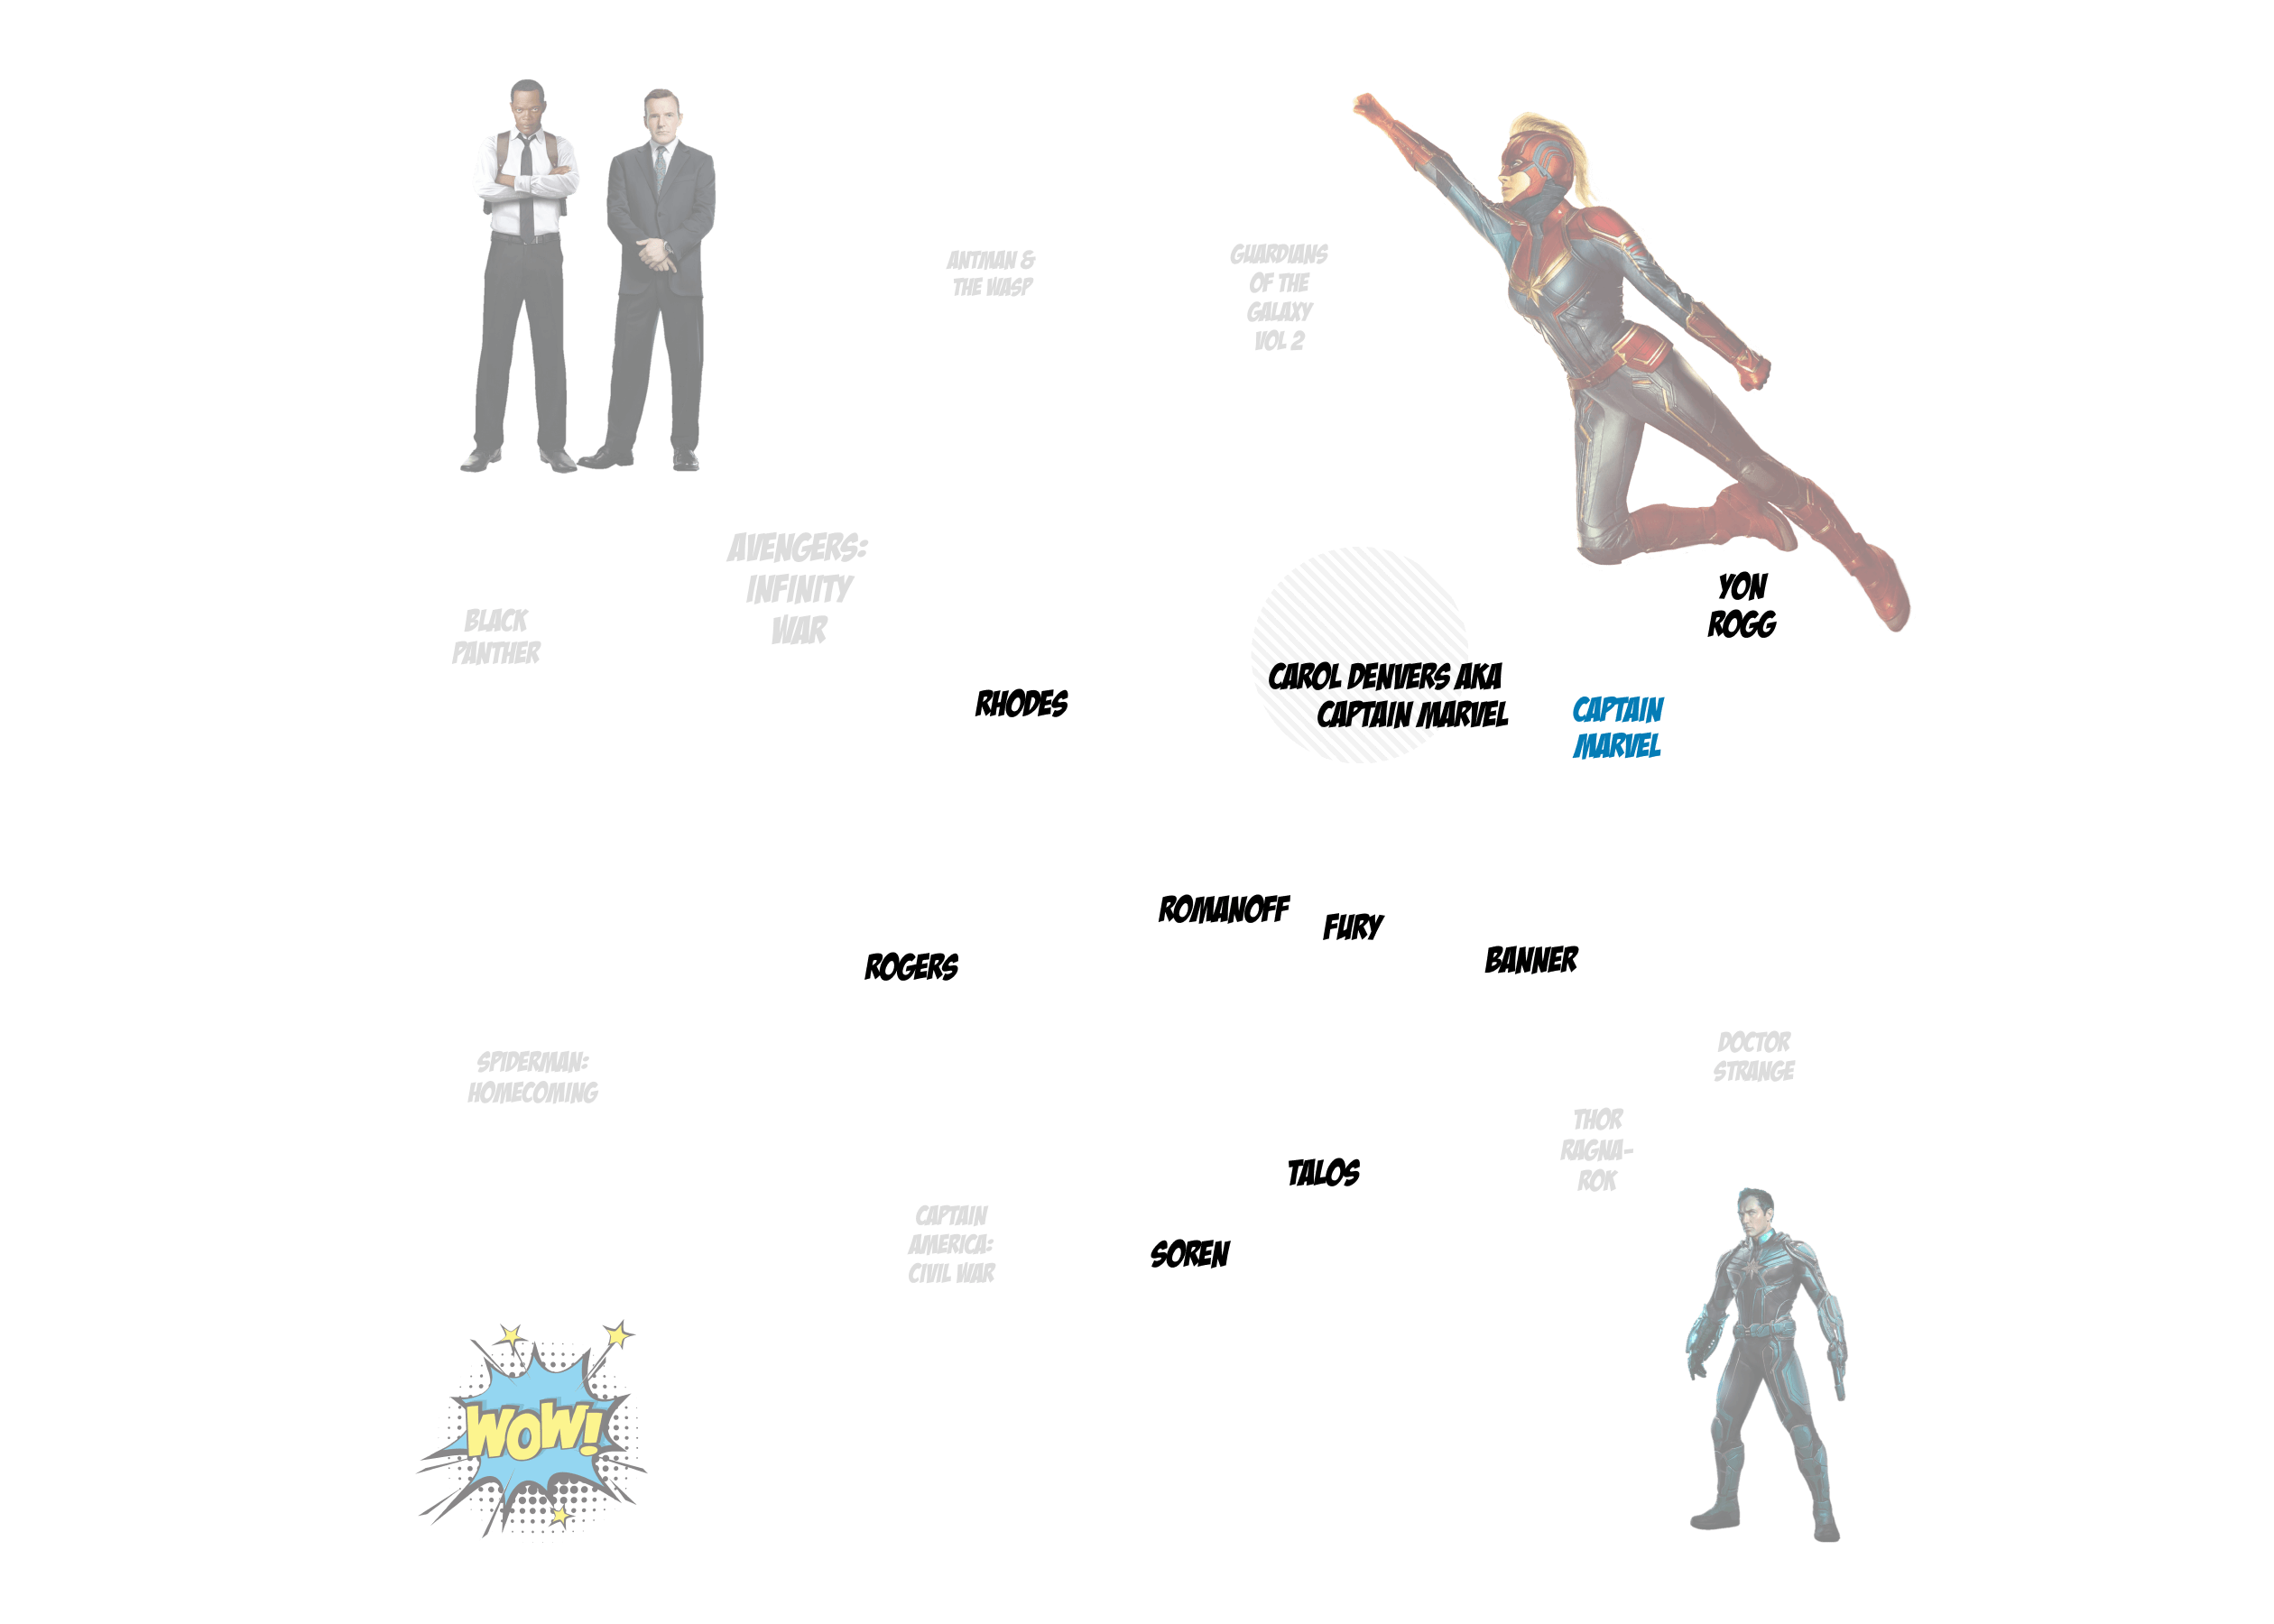 ANTMAN &
THE WASP
GUARDIANS
OF THE
GALAXY
VOL 2
AVENGERS:
INFINITY
WAR
BLACK
PANTHER
YON
ROGG
RHODES
CAROL DENVERS AKA
CAPTAIN MARVEL
CAPTAIN
MARVEL
ROMANOFF
FURY
BANNER
ROGERS
SPIDERMAN:
HOMECOMING
DOCTOR
STRANGE
THOR
RAGNA-
ROK
TALOS
CAPTAIN
AMERICA:
CIVIL WAR
SOREN
WOW!